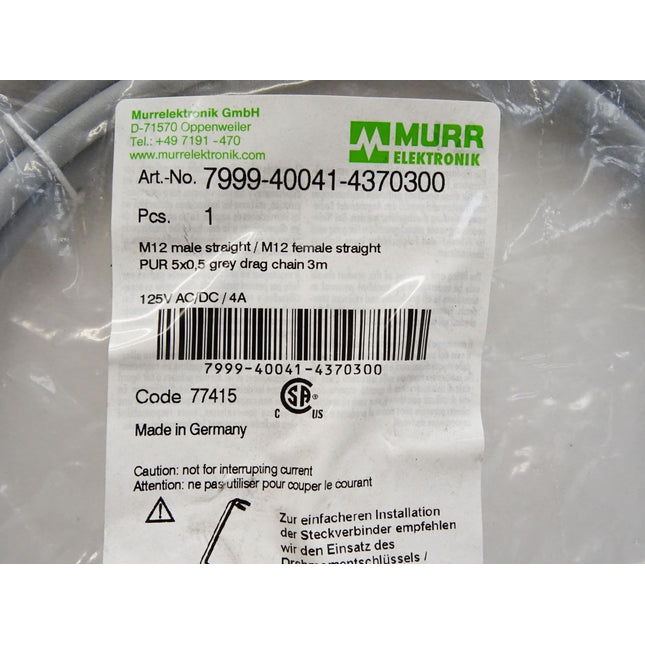 Murrelektronik GmbH
D-71570 Oppenweiler
Tel.: +49 7191 -470
www.murrelektronik.com
MURR
ELEKTRONIK
Art.-No. 7999-40041-4370300
Pcs. 1
M12 male straight / M12 female straight
PUR 5x0,5 grey drag chain 3m
125V AC/DC / 4A
7999-40041-4370300
Code 77415
C SA ® US
Made in Germany
Caution: not for interrupting current
Attention: ne pas utiliser pour couper le courant
Zur einfacheren Installation
der Steckverbinder empfehlen
wir den Einsatz des
Drehmomentschlüssels /